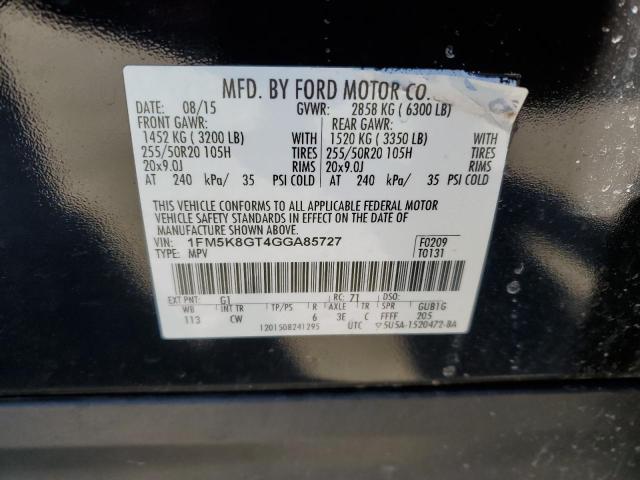 MFD. BY FORD MOTOR CO.
DATE: 08/15 GVWR: 2858 KG ( 6300 LB)
FRONT GAWR: REAR GAWR:
1452 KG ( 3200 LB) WITH 1520 KG ( 3350 LB) WITH
255/50R20 105H TIRES 255/50R20 105H TIRES
20x9.0J RIMS 20x9.0J RIMS
AT 240 kPa/ 35 PSI COLD AT 240 kPa/ 35 PSI COLD
THIS VEHICLE CONFORMS TO ALL APPLICABLE FEDERAL MOTOR
VEHICLE SAFETY STANDARDS IN EFFECT ON THE DATE OF
MANUFACTURE SHOWN ABOVE.
VIN: 1FM5K8GT4GGA85727 F0209
TYPE: MPV T0131
EXT PNT: G1 RC: 71 DSO:
WB INT TR TP/PS R AXLE TR SPR GUB1G
113 CW 6 3E C FFFF 205
1201508241295 UTC ▽5U5A-1520472-BA